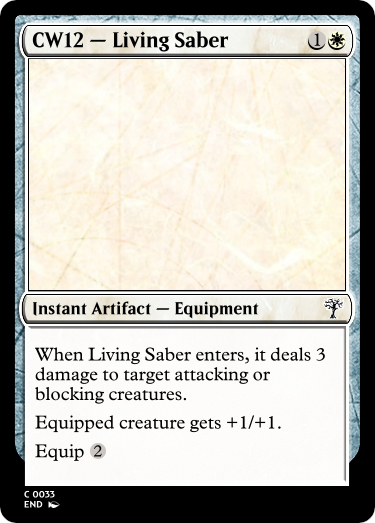 CW12 — Living Saber 1
Instant Artifact — Equipment
When Living Saber enters, it deals 3
damage to target attacking or
blocking creatures.
Equipped creature gets +1/+1.
Equip 2
C 0033
END